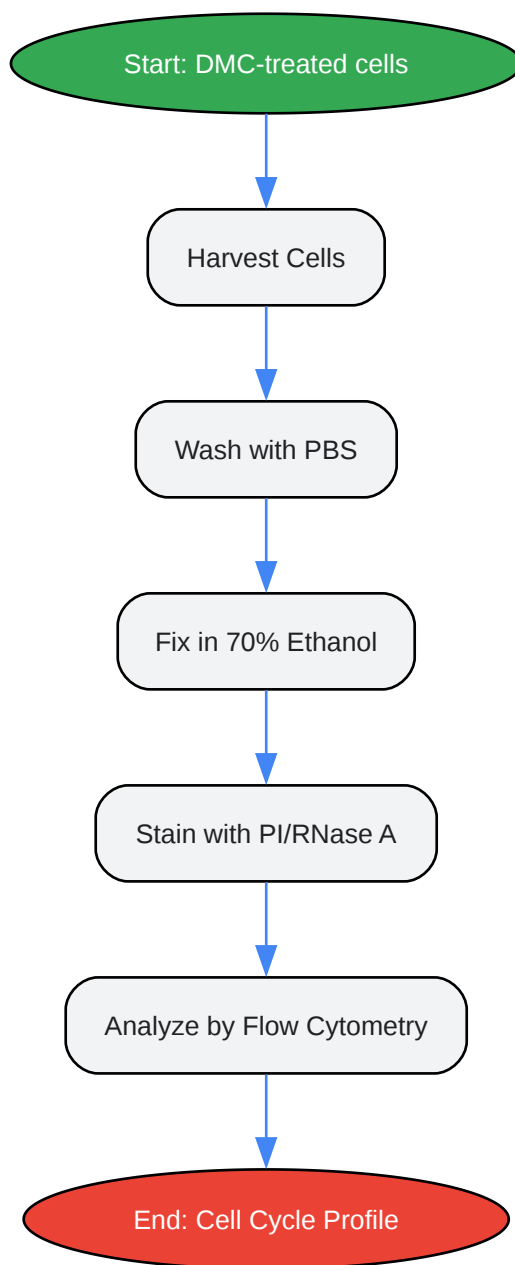 Start: DMC-treated cells
Harvest Cells
Wash with PBS
Fix in 70% Ethanol
Stain with PI/RNase A
Analyze by Flow Cytometry
End: Cell Cycle Profile